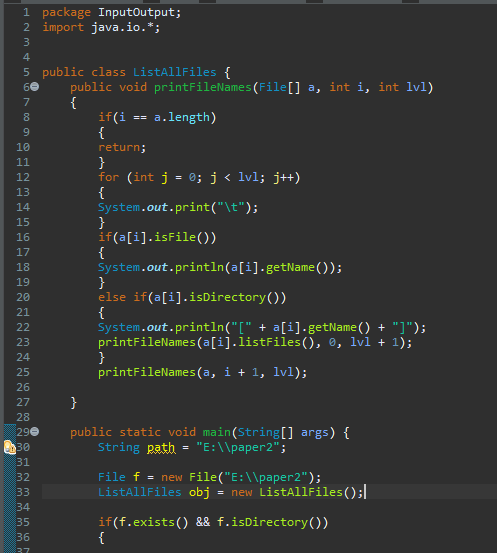 1 package InputOutput;
2 import java.io.*;
3
4
5 public class ListAllFiles {
6 public void printFileNames(File[] a, int i, int lvl)
7 {
8 if(i == a.length)
9 {
10 return;
11 }
12 for (int j = 0; j < lvl; j++)
13 {
14 System.out.print("\t");
15 }
16 if(a[i].isFile())
17 {
18 System.out.println(a[i].getName());
19 }
20 else if(a[i].isDirectory())
21 {
22 System.out.println("[" + a[i].getName() + "]");
23 printFileNames(a[i].listFiles(), 0, lvl + 1);
24 }
25 printFileNames(a, i + 1, lvl);
26
27 }
28
29 public static void main(String[] args) {
30 String path = "E:\\paper2";
31
32 File f = new File("E:\\paper2");
33 ListAllFiles obj = new ListAllFiles();
34
35 if(f.exists() && f.isDirectory())
36 {
37